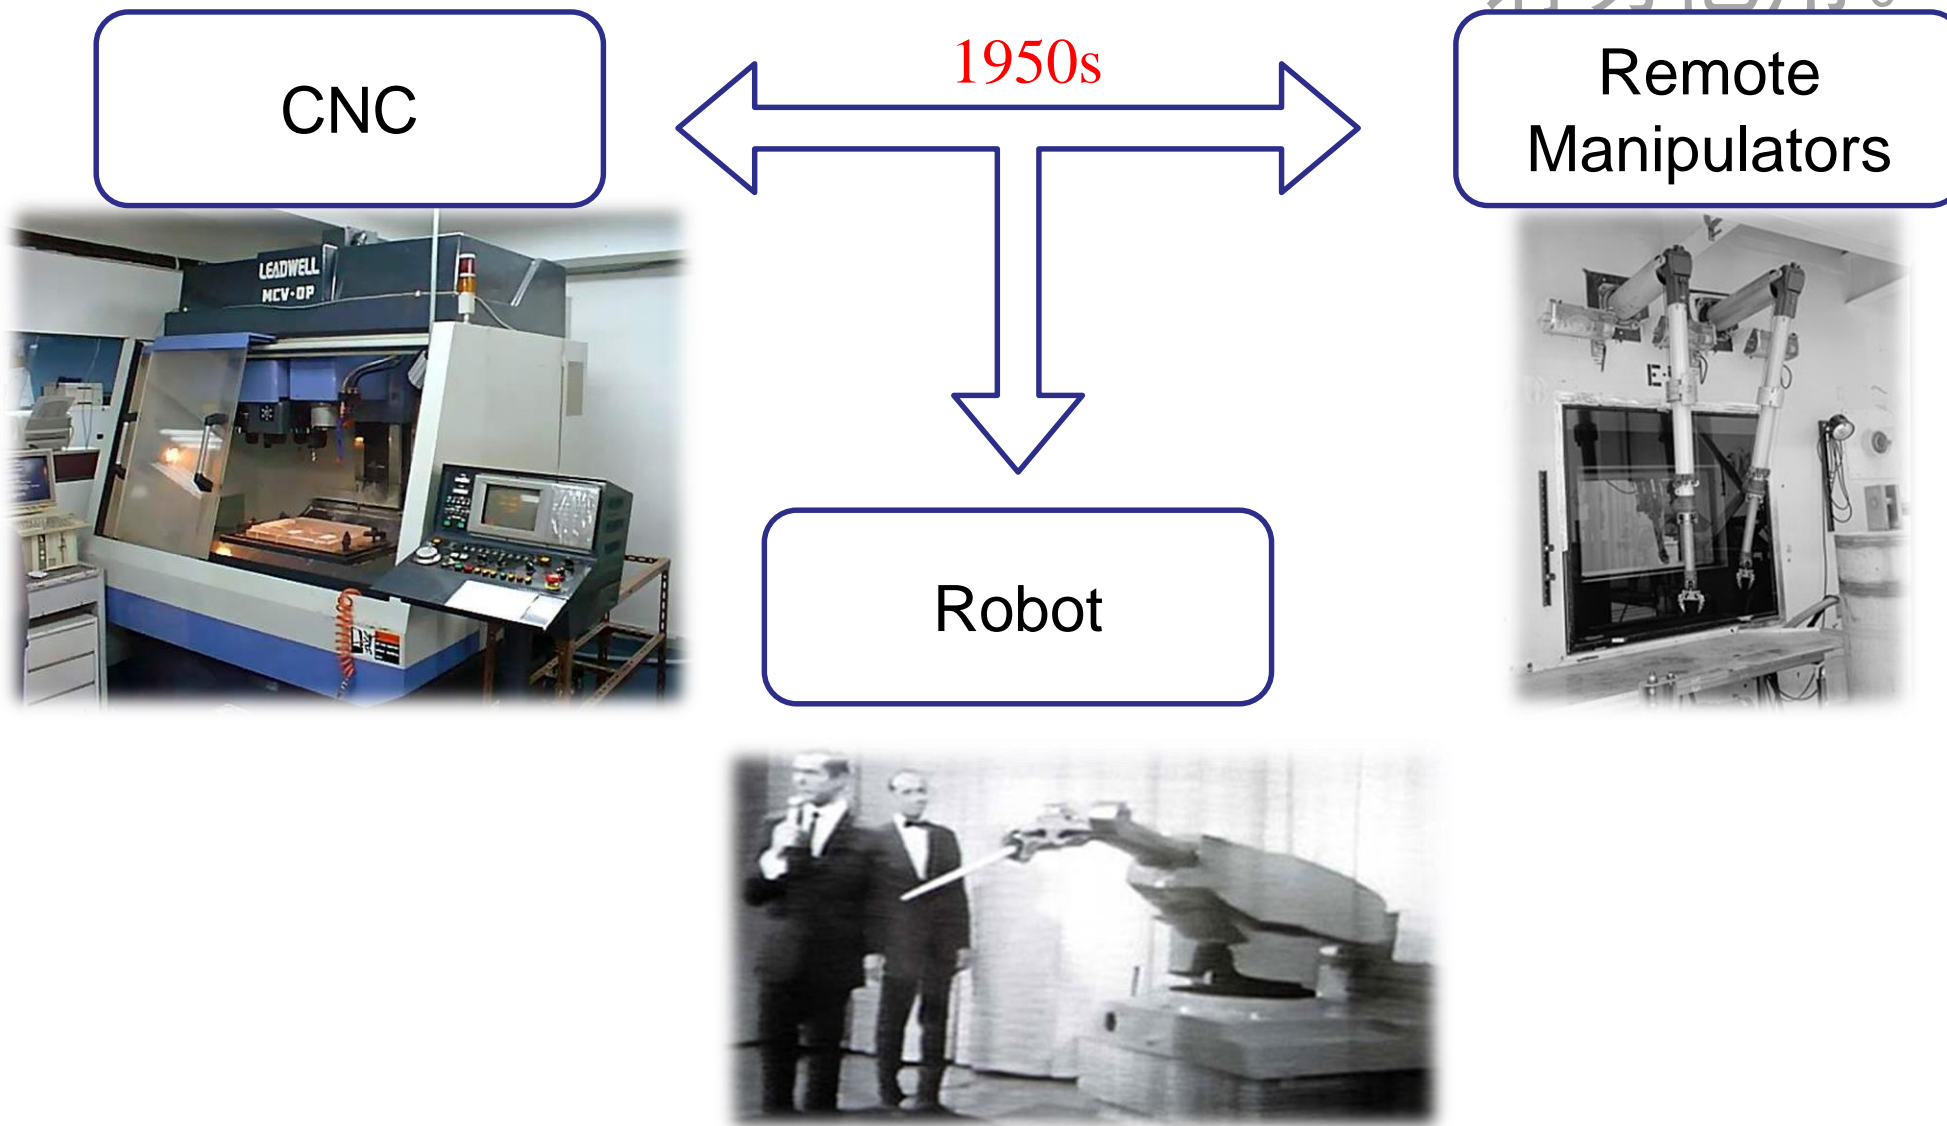 CNC
1950s
Remote
Manipulators
LEADWELL
MCV-OP
Robot